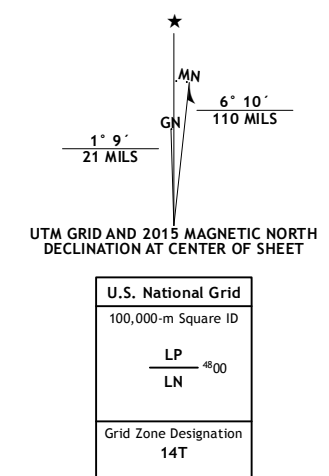 ★
MN
GN
6° 10´
110 MILS
1° 9´
21 MILS
UTM GRID AND 2015 MAGNETIC NORTH
DECLINATION AT CENTER OF SHEET
U.S. National Grid
100,000-m Square ID
LP
4800
LN
Grid Zone Designation
14T